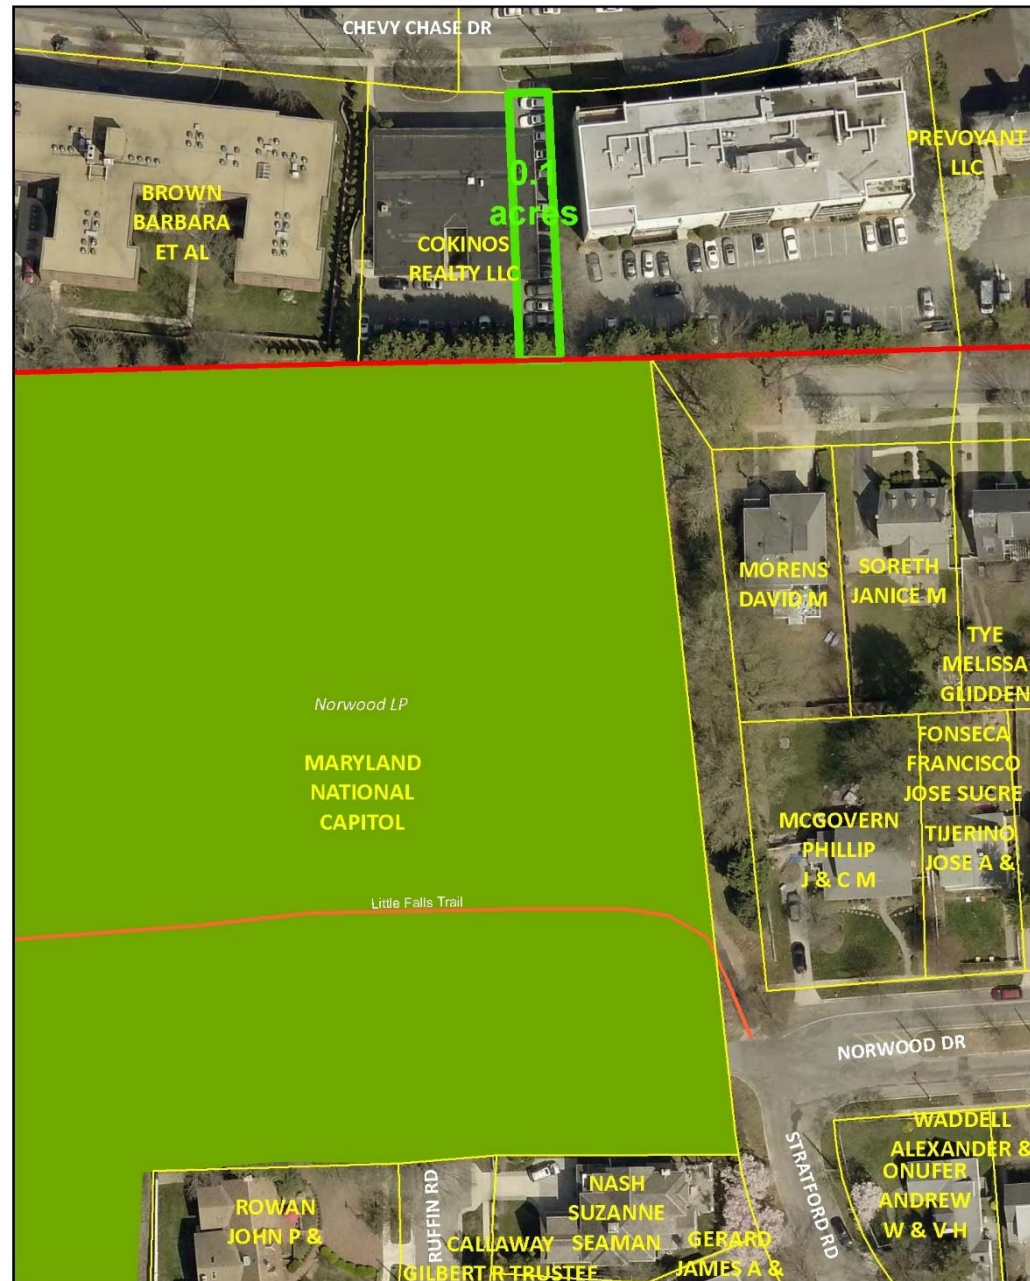 CHEVY CHASE DR
PREVOYANT
LLC
BROWN
BARBARA
ET AL
0.1
acres
COKINOS
REALTY LLC
MORENS
DAVID M
SORETH
JANICE M
TYE
MELISSA
GLIDDEN
Norwood LP
MARYLAND
NATIONAL
CAPITOL
FONSECA
FRANCISCO
JOSE SUCRE
MCGOVERN
PHILLIP
J & C M
TIJERINO
JOSE A &
Little Falls Trail
NORWOOD DR
WADDELL
ALEXANDER &
ONUFER
ANDREW
W & V H
STRATFORD RD
ROWAN
JOHN P &
RUFFIN RD
NASH
SUZANNE
SEAMAN
CALLAWAY
GILBERT R TRUSTEE
GERARD
JAMES A &